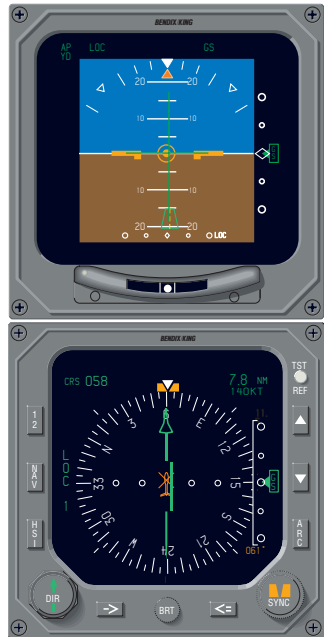 BENDIX/KING
AP LOC GS
YD
20 20
10 10
10 10
20 20
LOC
BENDIX/KING
TST
REF
CRS 058 7.8 NM
140KT
1 2
NAV
HSI
ARC
LOC 1
N 3 6 E 12 15 S 21 24 W 30 33
061°
DIR
->
BRT
<=
SYNC